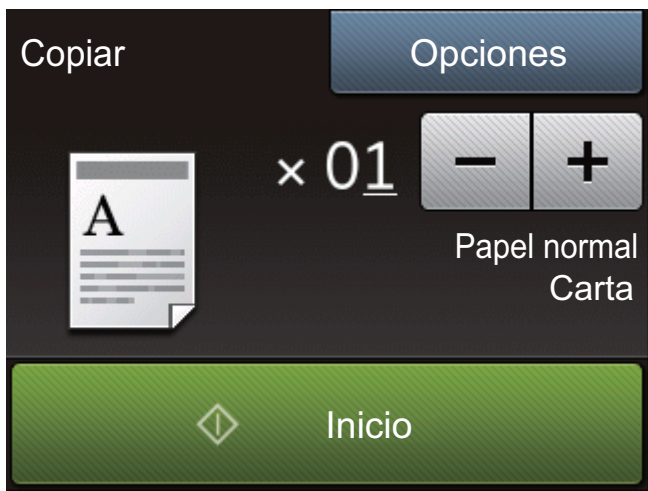 Copiar
Opciones
× 01
− +
A
Papel normal
Carta
Inicio